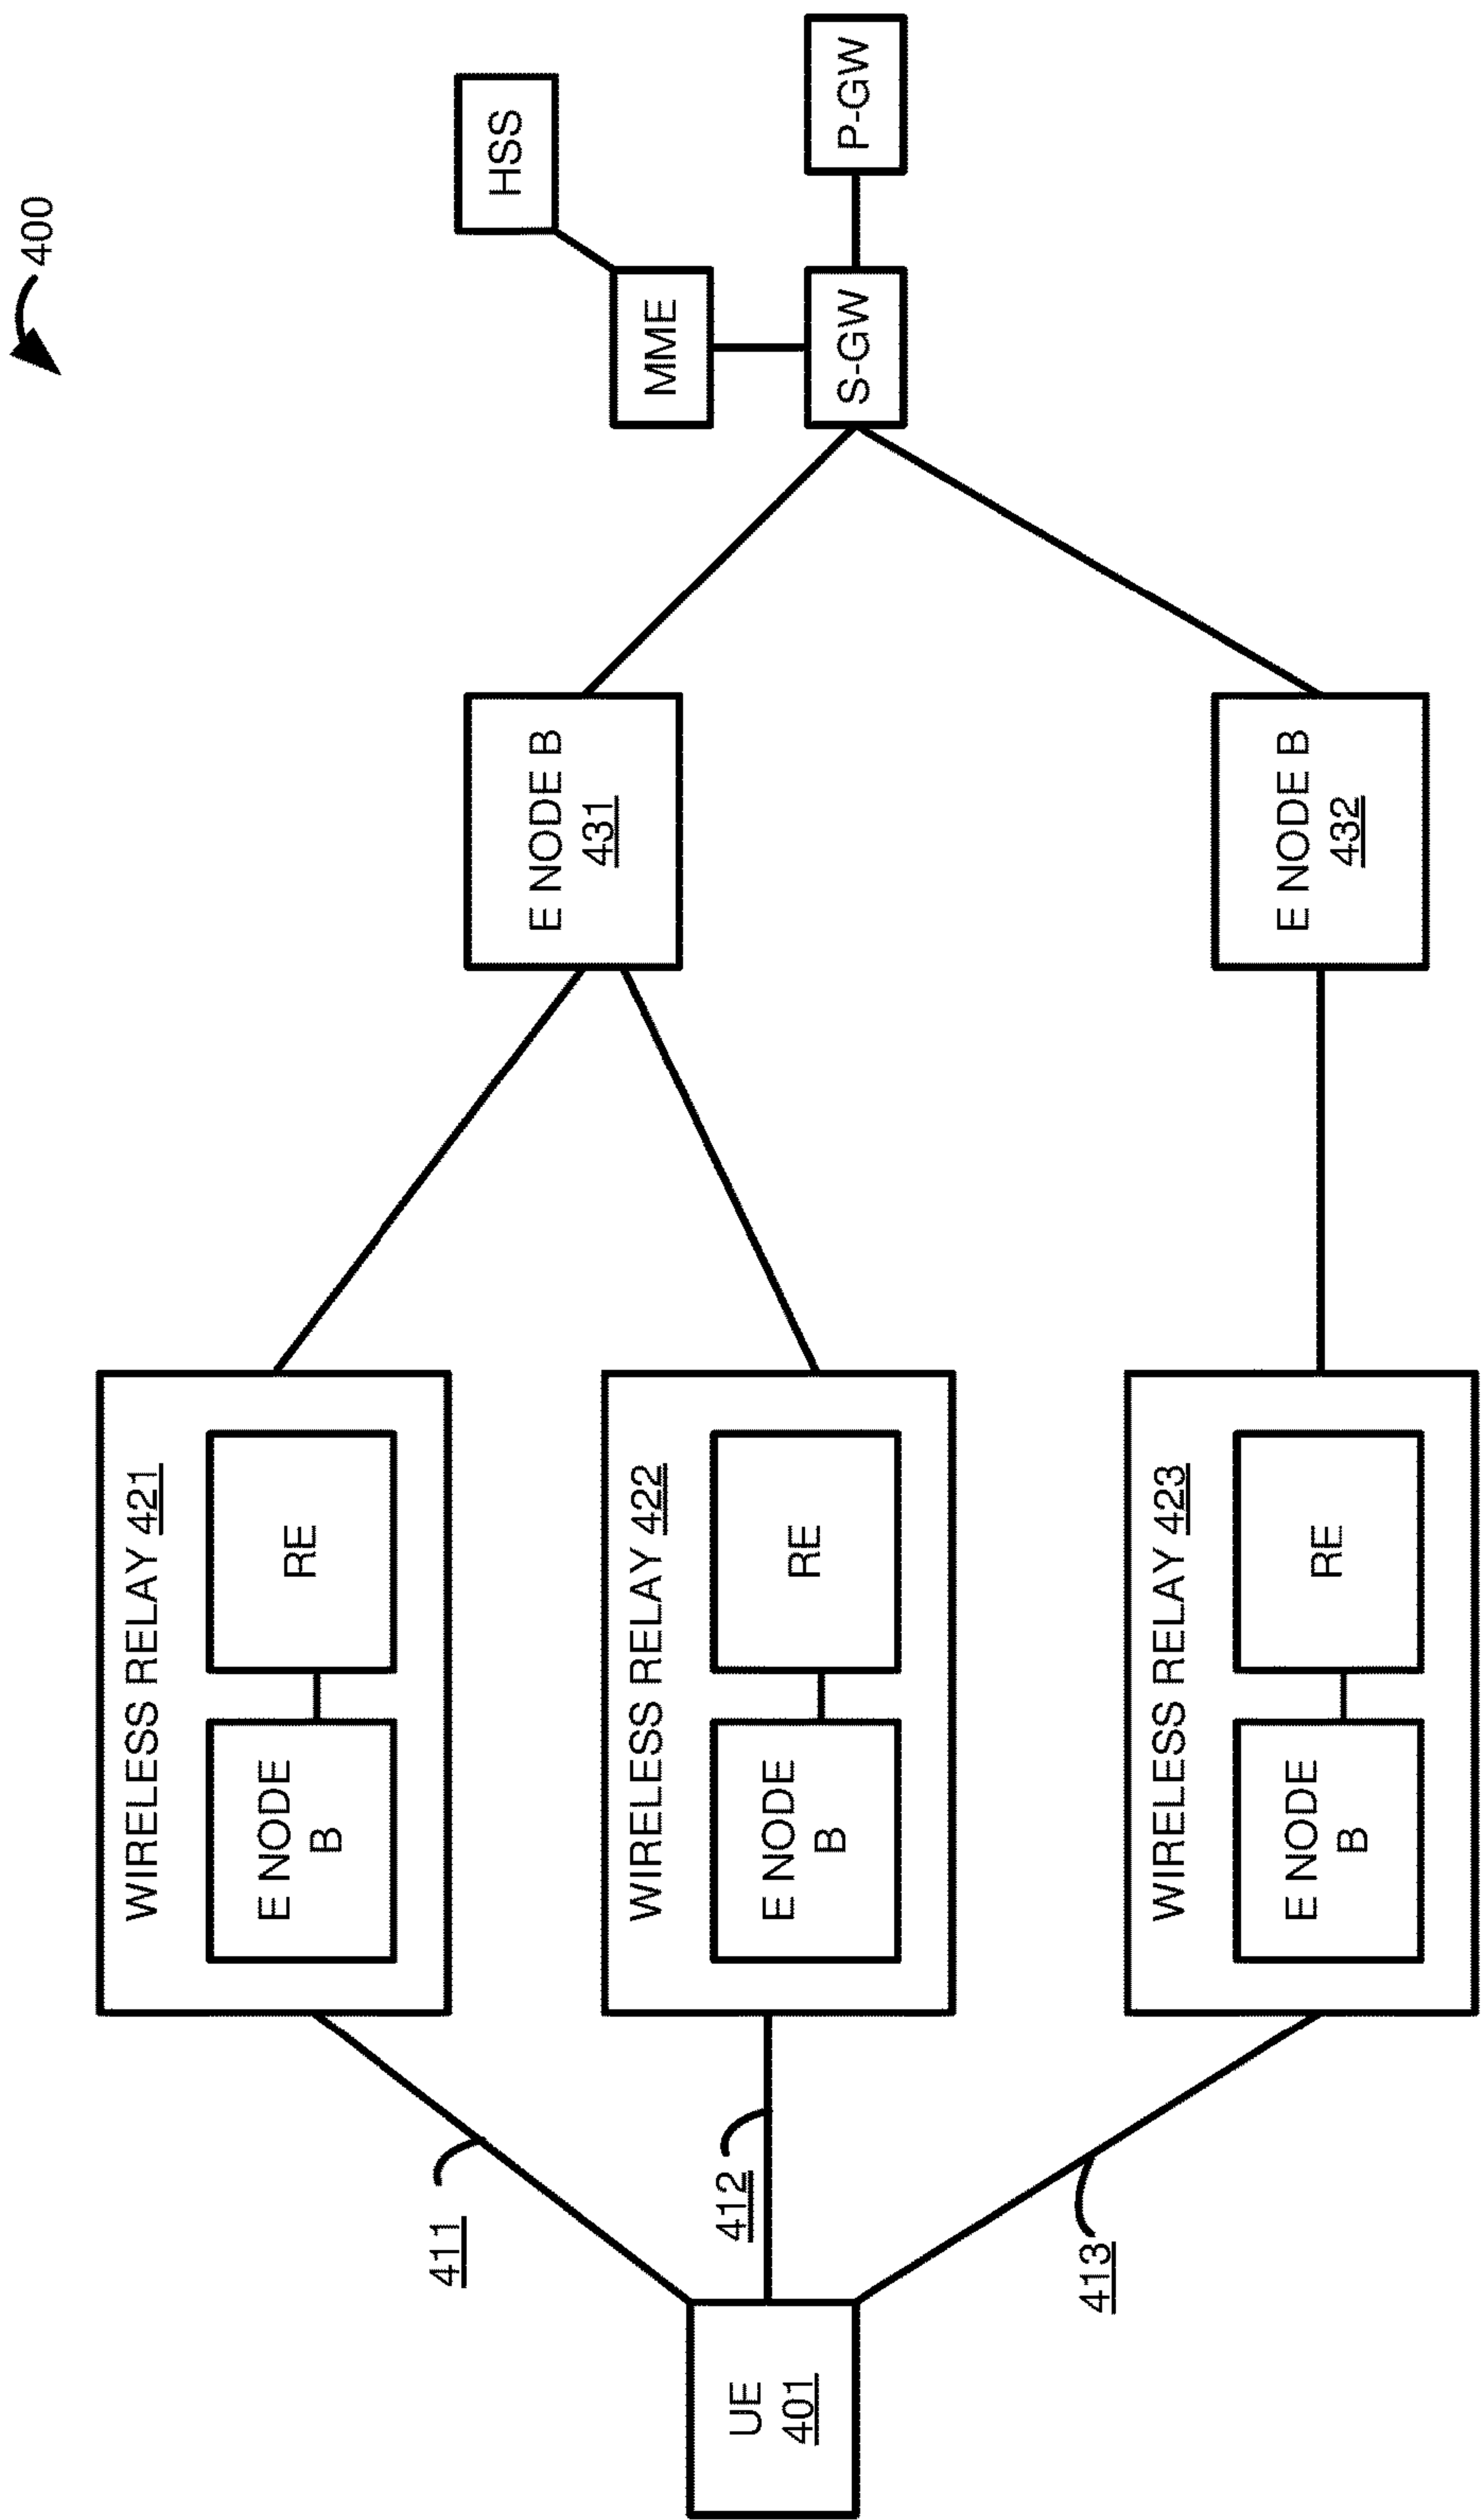 400
HSS
MME
P-GW
S-GW
E NODE B
431
E NODE B
432
WIRELESS RELAY 421
E NODE
B
RE
WIRELESS RELAY 422
E NODE
B
RE
WIRELESS RELAY 423
E NODE
B
RE
411
412
413
UE
401